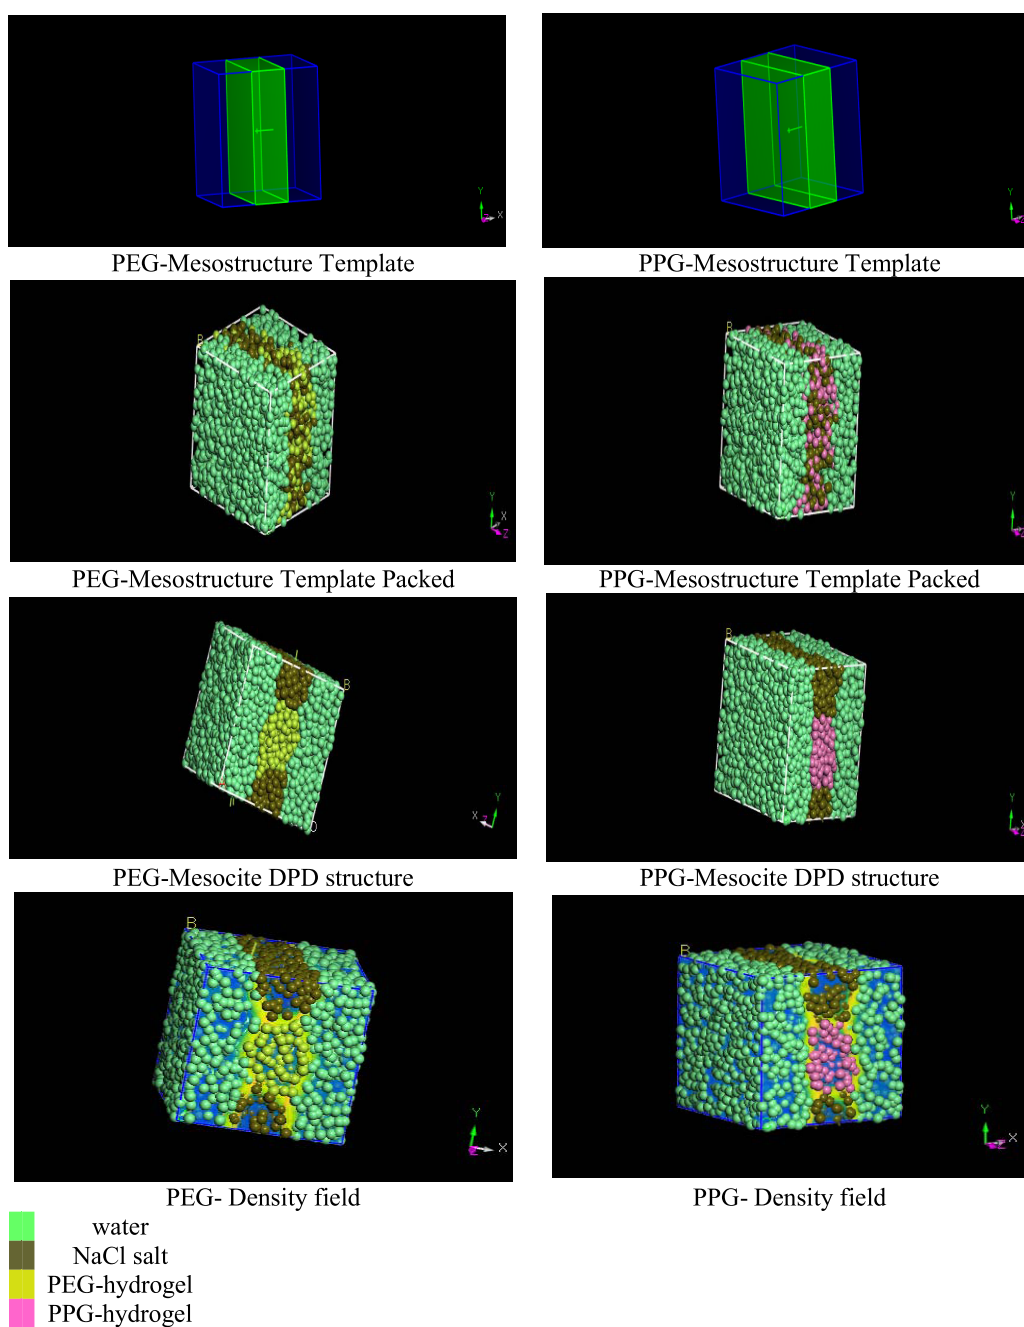 Y
X
Z
Y
Z
PEG-Mesostructure Template
PPG-Mesostructure Template
B
Y
X
Z
B
Y
X
Z
PEG-Mesostructure Template Packed
PPG-Mesostructure Template Packed
B
Y
X
Z
B
Y
X
Z
PEG-Mesocite DPD structure
PPG-Mesocite DPD structure
B
Y
X
Z
B
Y
X
Z
PEG- Density field
PPG- Density field
water
NaCl salt
PEG-hydrogel
PPG-hydrogel